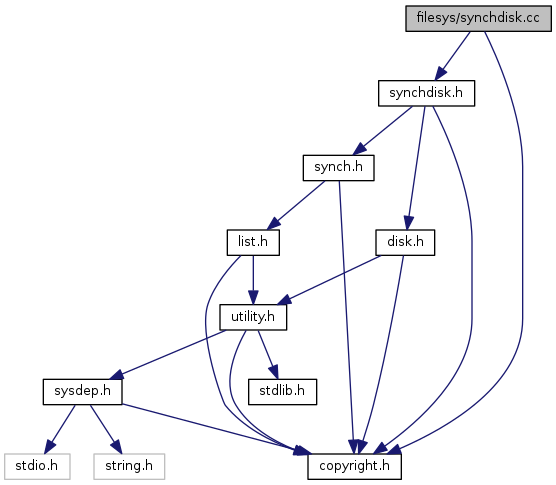 filesys/synchdisk.cc
synchdisk.h
synch.h
list.h
disk.h
utility.h
sysdep.h
stdlib.h
stdio.h
string.h
copyright.h